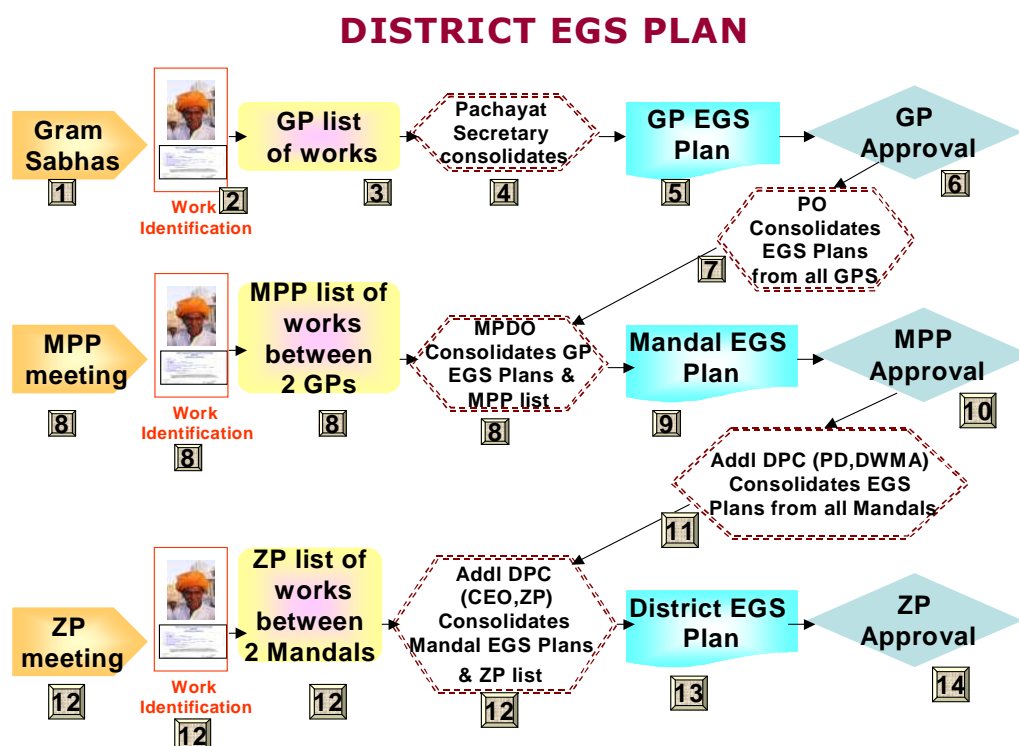 DISTRICT EGS PLAN
Gram
Sabhas
1
2
Work
Identification
GP list
of works
3
Pachayat
Secretary
consolidates
4
GP EGS
Plan
5
GP
Approval
6
PO
Consolidates
EGS Plans
from all GPS
7
MPP
meeting
8
Work
Identification
8
MPP list of
works
between
2 GPs
8
MPDO
Consolidates GP
EGS Plans &
MPP list
8
Mandal EGS
Plan
9
MPP
Approval
10
Addl DPC (PD,DWMA)
Consolidates EGS
Plans from all Mandals
11
ZP
meeting
12
Work
Identification
12
ZP list of
works
between
2 Mandals
12
Addl DPC
(CEO,ZP)
Consolidates
Mandal EGS Plans
& ZP list
12
District EGS
Plan
13
ZP
Approval
14